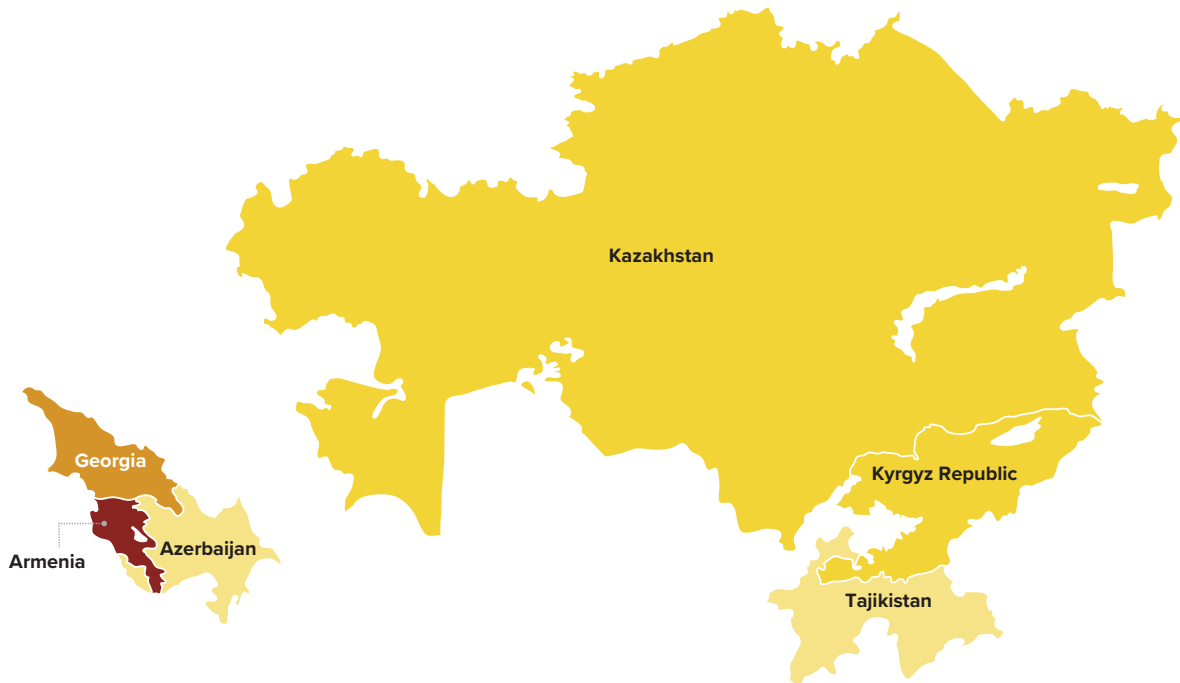 Kazakhstan
Georgia
Kyrgyz Republic
Azerbaijan
Armenia
Tajikistan